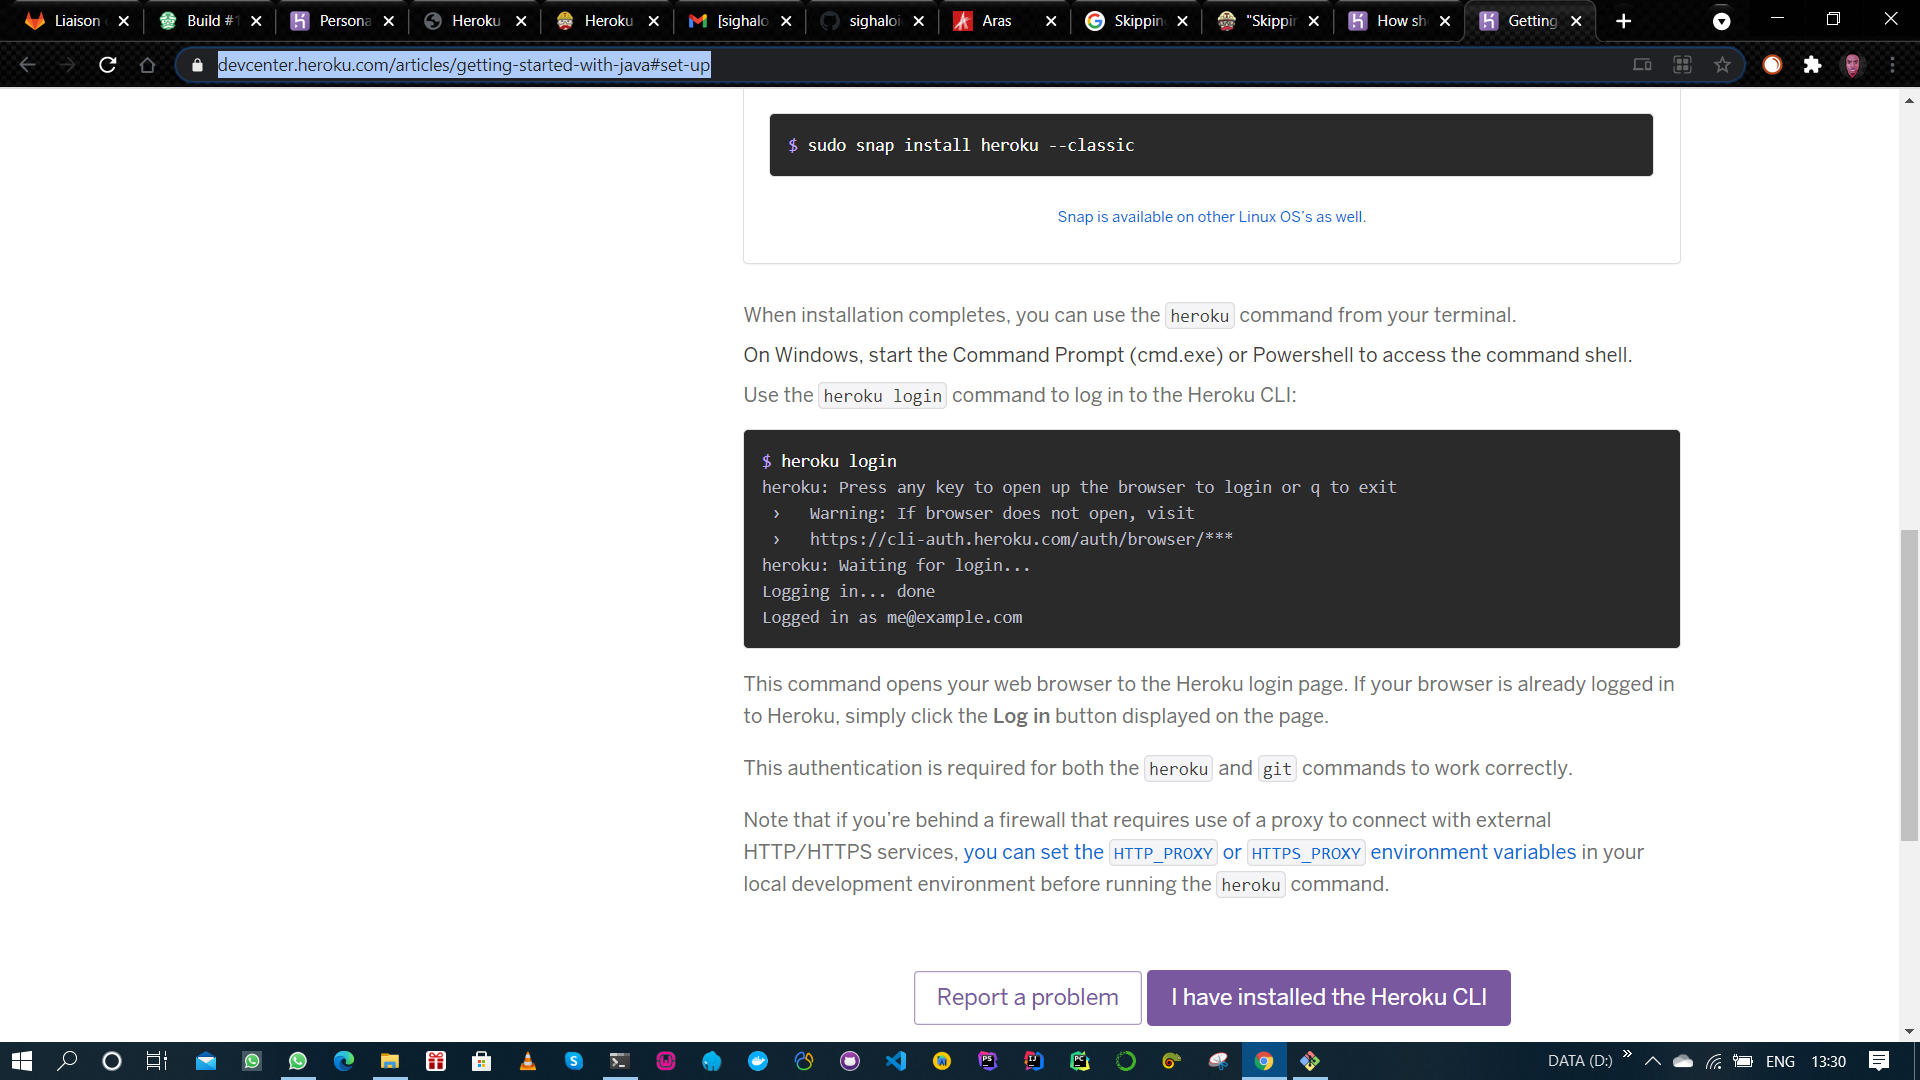 Liaison
Build #1
Persona
Heroku
Heroku
[sighalo
sighaloi
Aras
Skippin
"Skippin
How sh
Getting
devcenter.heroku.com/articles/getting-started-with-java#set-up
$ sudo snap install heroku --classic
Snap is available on other Linux OS's as well.
When installation completes, you can use the heroku command from your terminal.
On Windows, start the Command Prompt (cmd.exe) or Powershell to access the command shell.
Use the heroku login command to log in to the Heroku CLI:
$ heroku login
heroku: Press any key to open up the browser to login or q to exit
› Warning: If browser does not open, visit
› https://cli-auth.heroku.com/auth/browser/***
heroku: Waiting for login...
Logging in... done
Logged in as me@example.com
This command opens your web browser to the Heroku login page. If your browser is already logged in
to Heroku, simply click the Log in button displayed on the page.
This authentication is required for both the heroku and git commands to work correctly.
Note that if you're behind a firewall that requires use of a proxy to connect with external
HTTP/HTTPS services, you can set the HTTP_PROXY or HTTPS_PROXY environment variables in your
local development environment before running the heroku command.
Report a problem
I have installed the Heroku CLI
DATA (D:)
ENG
13:30